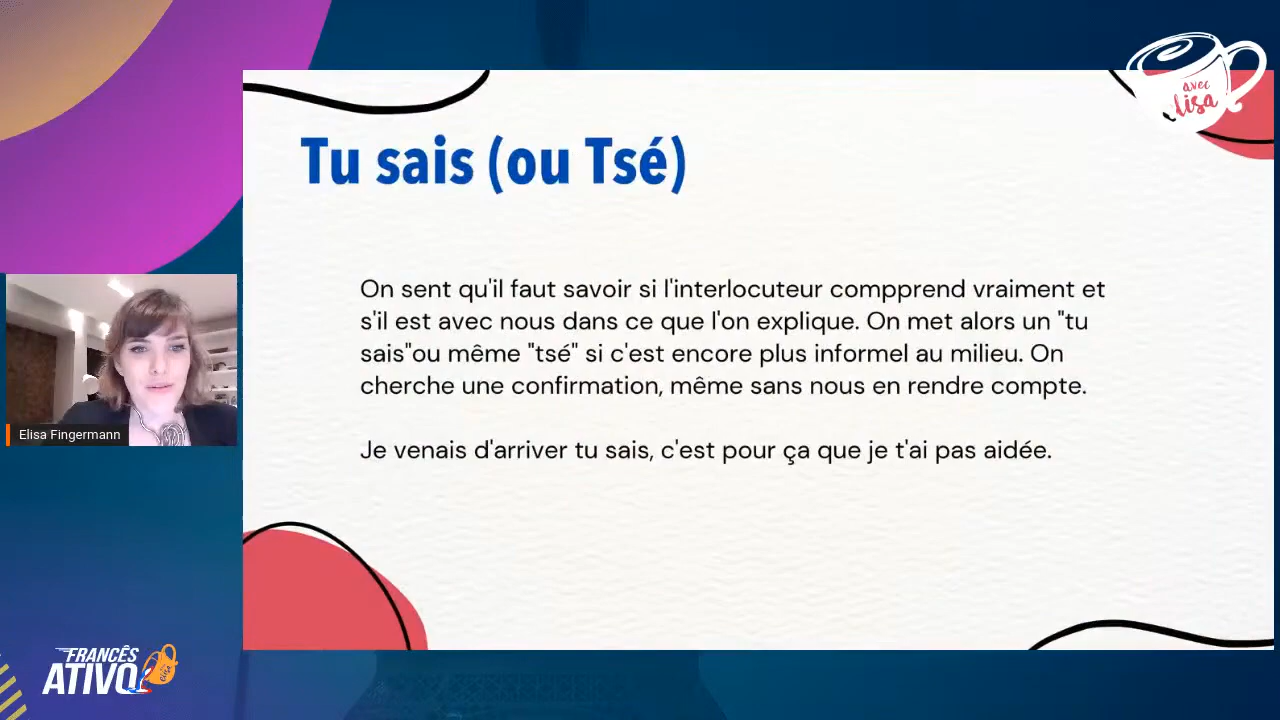 avec
elisa
Tu sais (ou Tsé)
On sent qu'il faut savoir si l'interlocuteur compprend vraiment et
s'il est avec nous dans ce que l'on explique. On met alors un "tu
sais"ou même "tsé" si c'est encore plus informel au milieu. On
cherche une confirmation, même sans nous en rendre compte.
Je venais d'arriver tu sais, c'est pour ça que je t'ai pas aidée.
Elisa Fingermann
FRANCÊS
ATIVO